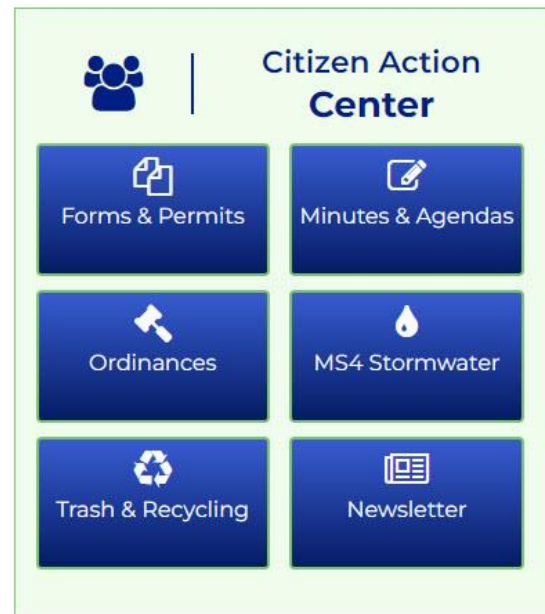 Citizen Action
Center
Forms & Permits
Minutes & Agendas
Ordinances
MS4 Stormwater
Trash & Recycling
Newsletter